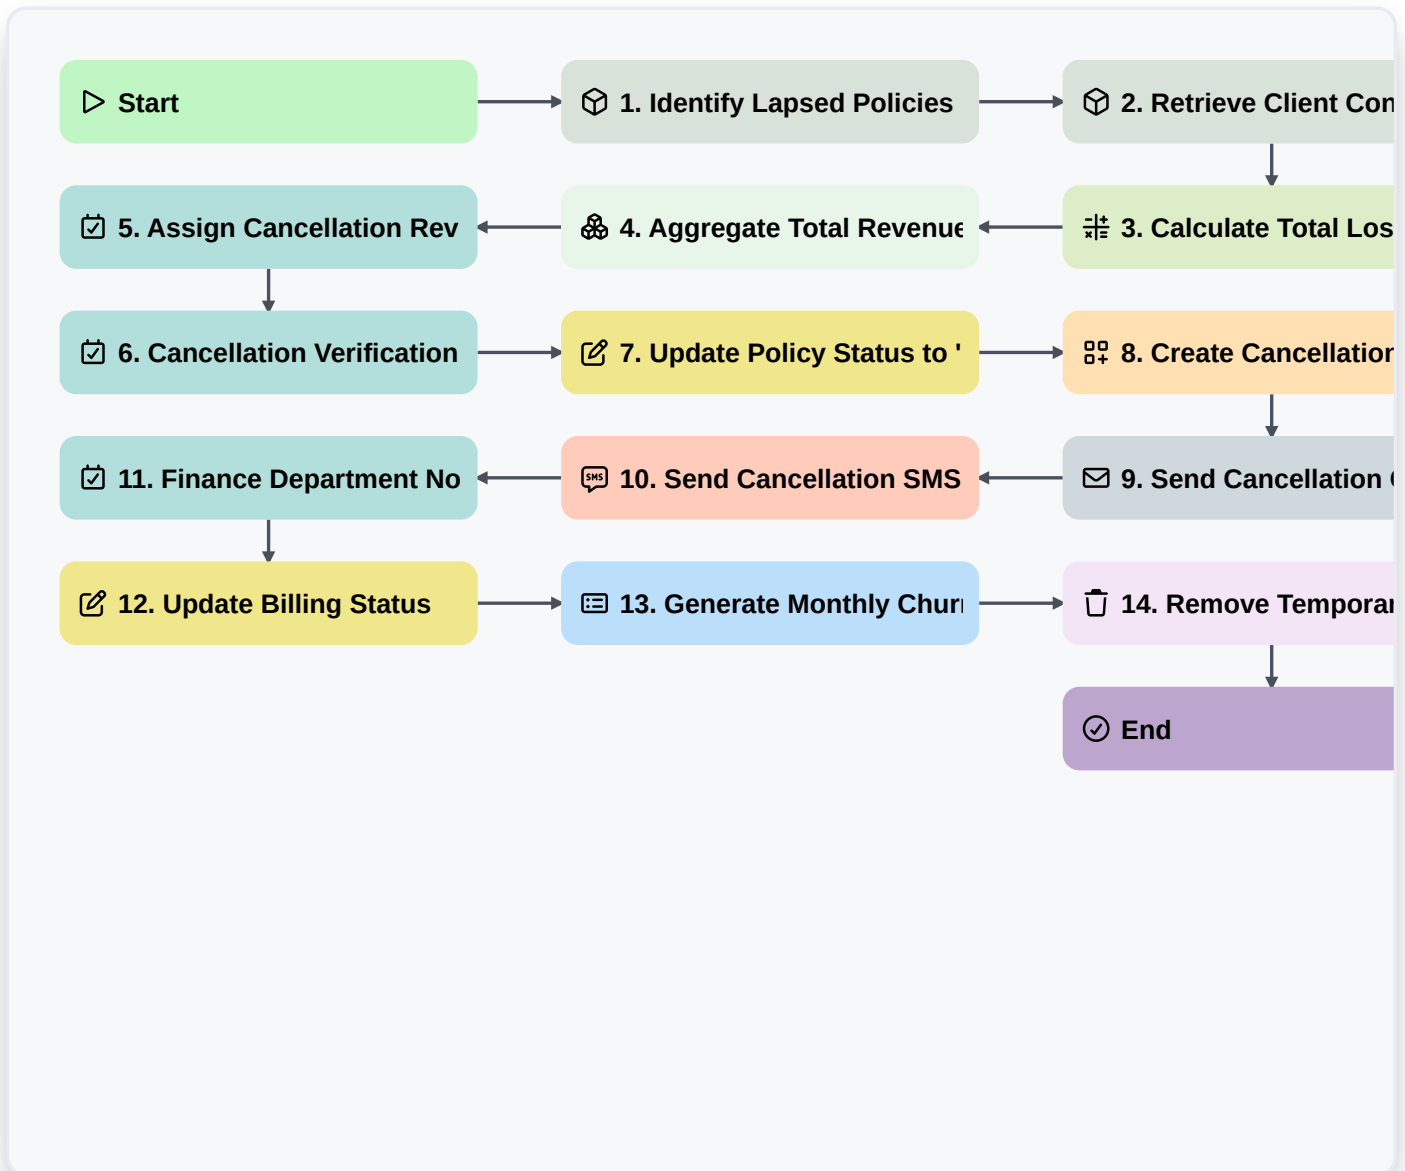 Start
1. Identify Lapsed Policies
2. Retrieve Client Con
5. Assign Cancellation Rev
4. Aggregate Total Revenue
3. Calculate Total Los
6. Cancellation Verification
7. Update Policy Status to '
8. Create Cancellation
11. Finance Department No
SMS
10. Send Cancellation SMS
9. Send Cancellation
12. Update Billing Status
13. Generate Monthly Churn
14. Remove Temporar
End